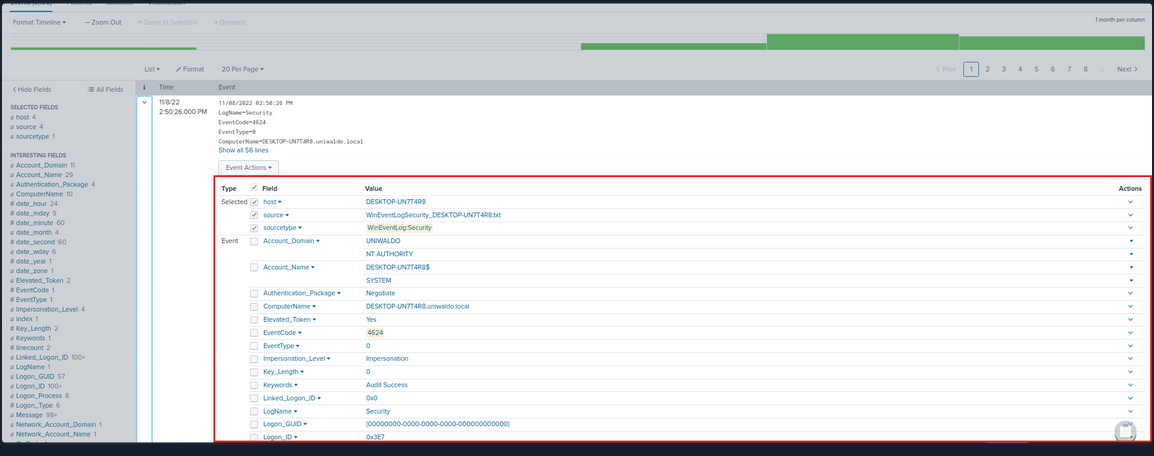 Format Timeline
– Zoom Out
+ Zoom to Selection
× Deselect
1 month per column
List
Format
20 Per Page
< Prev
1
2
3
4
5
6
7
8
...
Next >
< Hide Fields
All Fields
i
Time
Event
SELECTED FIELDS
a host 4
a source 4
a sourcetype 1
INTERESTING FIELDS
a Account_Domain 11
a Account_Name 29
a Authentication_Package 4
a ComputerName 10
# date_hour 24
# date_mday 9
# date_minute 60
a date_month 4
# date_second 60
a date_wday 6
# date_year 1
a date_zone 1
a Elevated_Token 2
# EventCode 1
# EventType 1
a Impersonation_Level 4
a index 1
# Key_Length 2
a Keywords 1
# linecount 2
a Linked_Logon_ID 100+
a LogName 1
a Logon_GUID 57
a Logon_ID 100+
a Logon_Process 8
# Logon_Type 6
a Message 98+
a Network_Account_Domain 1
a Network_Account_Name 1
11/8/22
2:50:26.000 PM
11/08/2022 02:50:26 PM
LogName=Security
EventCode=4624
EventType=0
ComputerName=DESKTOP-UN7T4R8.uniwaldo.local
Show all 56 lines
Event Actions
Type
Field
Value
Actions
Selected
host
DESKTOP-UN7T4R8
source
WinEventLogSecurity_DESKTOP-UN7T4R8.txt
sourcetype
WinEventLog:Security
Event
Account_Domain
UNIWALDO
NT AUTHORITY
Account_Name
DESKTOP-UN7T4R8$
SYSTEM
Authentication_Package
Negotiate
ComputerName
DESKTOP-UN7T4R8.uniwaldo.local
Elevated_Token
Yes
EventCode
4624
EventType
0
Impersonation_Level
Impersonation
Key_Length
0
Keywords
Audit Success
Linked_Logon_ID
0x0
LogName
Security
Logon_GUID
{00000000-0000-0000-0000-000000000000}
Logon_ID
0x3E7